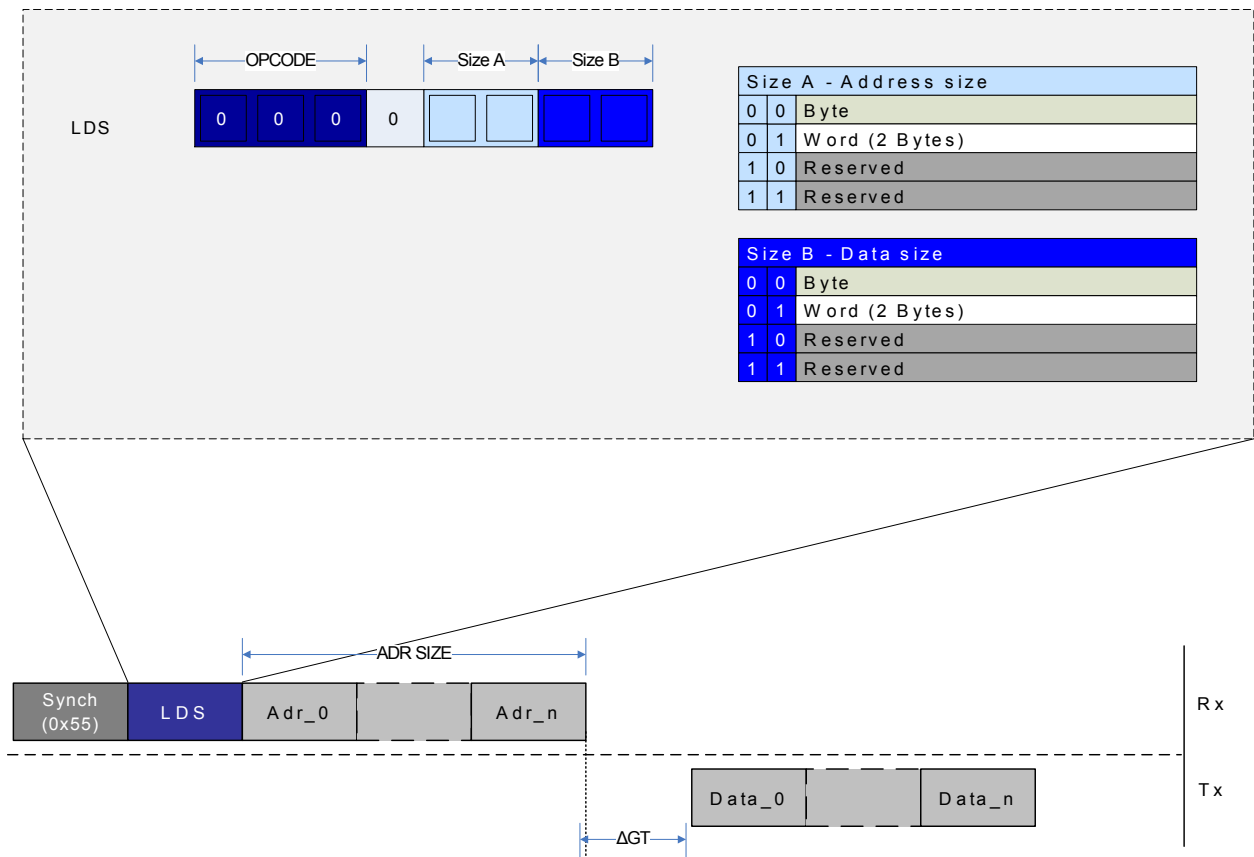 OPCODE Size A Size B
LDS 0 0 0 0
Size A - Address size
0 0 Byte
0 1 Word (2 Bytes)
1 0 Reserved
1 1 Reserved
Size B - Data size
0 0 Byte
0 1 Word (2 Bytes)
1 0 Reserved
1 1 Reserved
ADR SIZE
Synch
(0x55)
LDS Adr_0 Adr_n Rx
Data_0 Data_n Tx
ΔGT